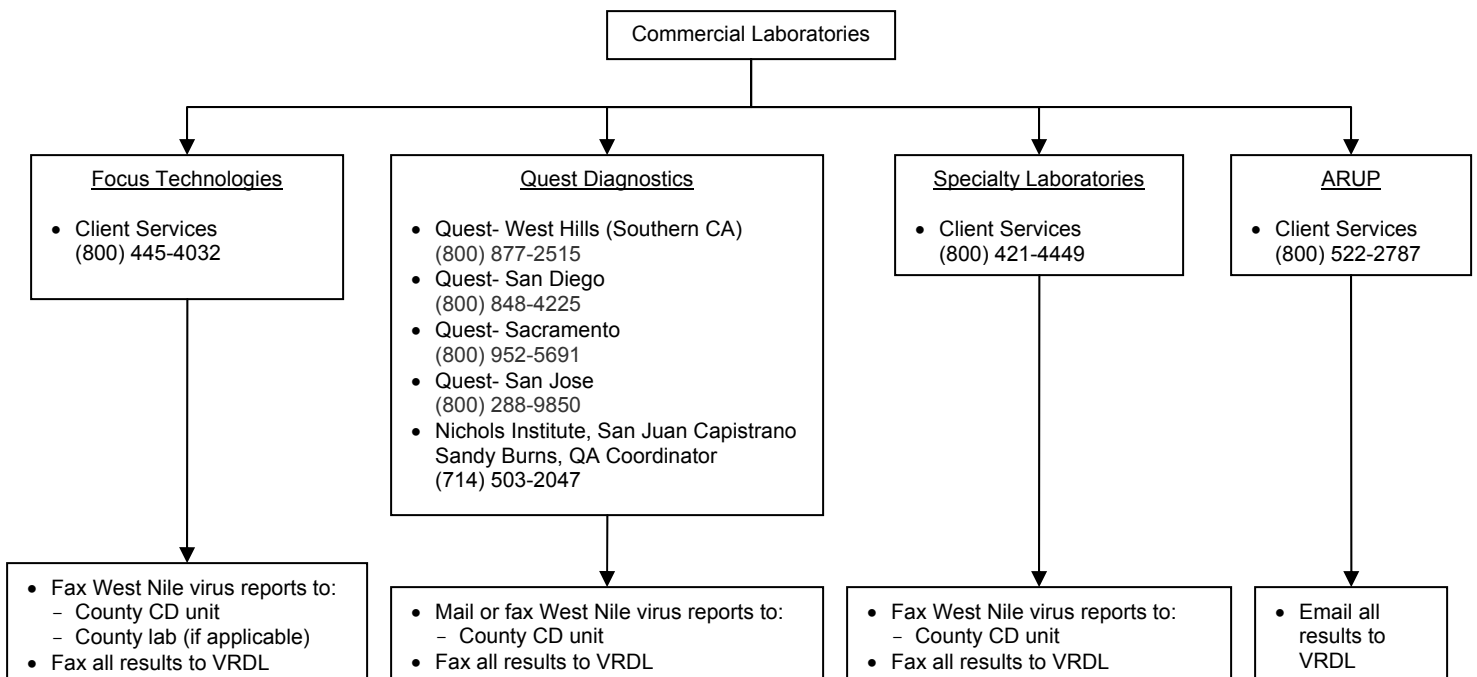 Commercial Laboratories
Focus Technologies
• Client Services
(800) 445-4032
Quest Diagnostics
• Quest- West Hills (Southern CA)
(800) 877-2515
• Quest- San Diego
(800) 848-4225
• Quest- Sacramento
(800) 952-5691
• Quest- San Jose
(800) 288-9850
• Nichols Institute, San Juan Capistrano
Sandy Burns, QA Coordinator
(714) 503-2047
Specialty Laboratories
• Client Services
(800) 421-4449
ARUP
• Client Services
(800) 522-2787
• Fax West Nile virus reports to:
- County CD unit
- County lab (if applicable)
• Fax all results to VRDL
• Mail or fax West Nile virus reports to:
- County CD unit
• Fax all results to VRDL
• Fax West Nile virus reports to:
- County CD unit
• Fax all results to VRDL
• Email all
results to
VRDL